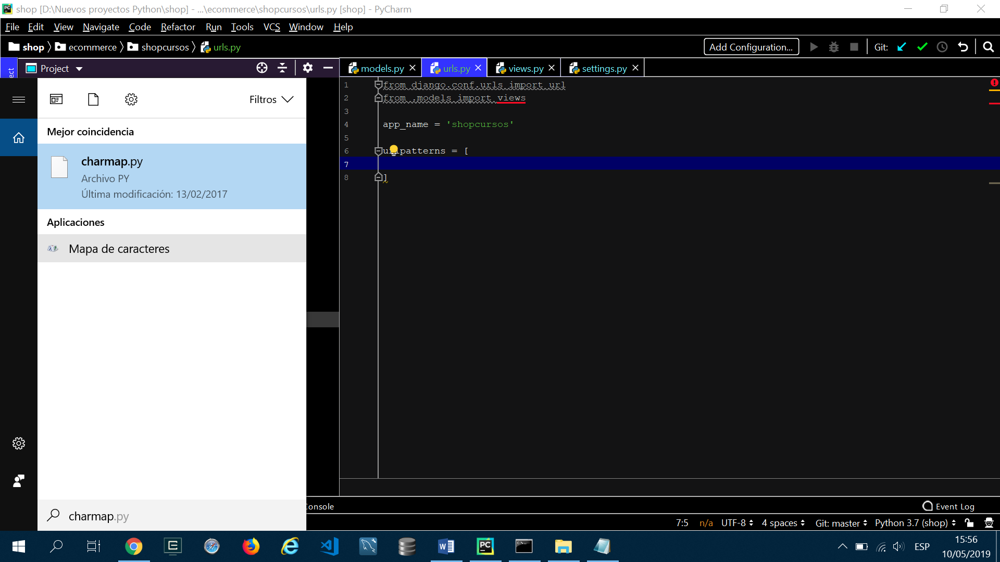 shop [D:\Nuevos proyectos Python\shop] - ...\ecommerce\shopcursos\urls.py [shop] - PyCharm
File Edit View Navigate Code Refactor Run Tools VCS Window Help
shop ecommerce shopcursos urls.py
Add Configuration... Git:
Project
models.py urls.py views.py settings.py
Filtros
Mejor coincidencia
charmap.py
Archivo PY
Última modificación: 13/02/2017
Aplicaciones
Mapa de caracteres
charmap.py
1 from django.conf.urls import url
2 from .models import views
3
4 app_name = 'shopcursos'
5
6 urlpatterns = [
7
8 ]
Console
Event Log
7:5 n/a UTF-8 4 spaces Git: master Python 3.7 (shop)
ESP
15:56
10/05/2019